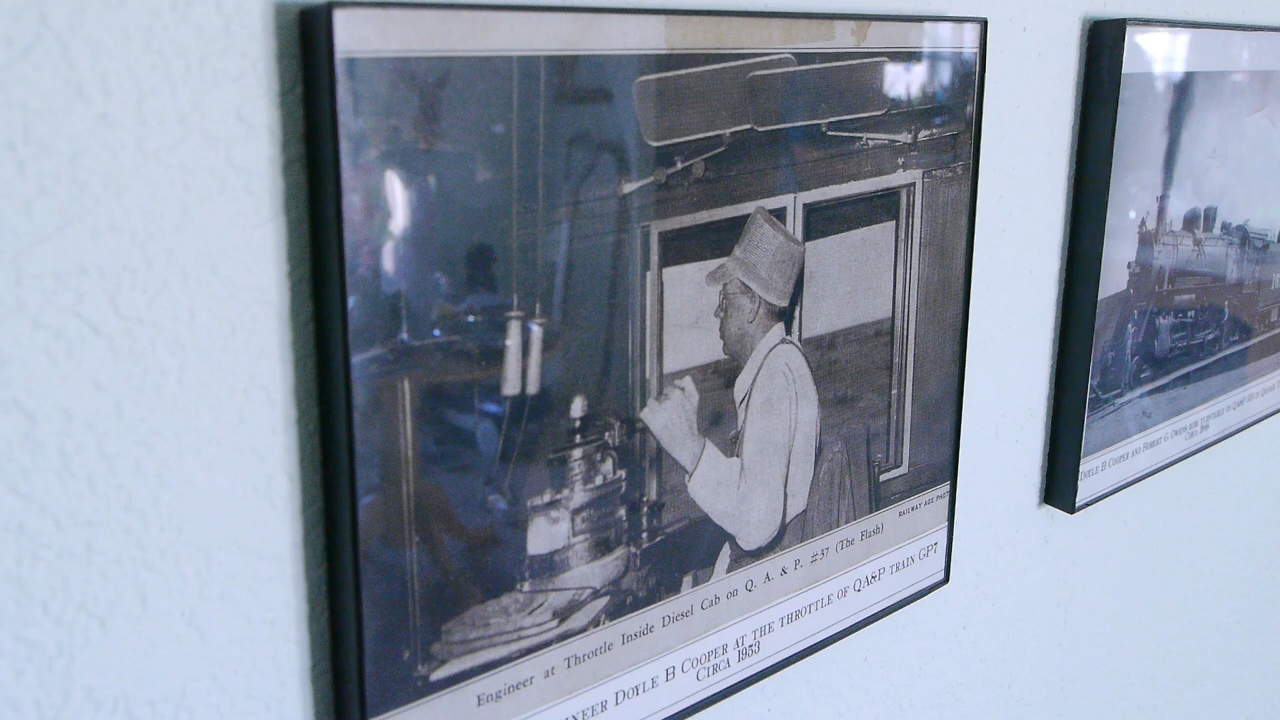 RAILWAY AGE PHOTO
Engineer at Throttle Inside Diesel Cab on Q. A. & P. #37 (The Flash)
DOYLE B COOPER AT THE THROTTLE OF QA&P TRAIN GP7
CIRCA 1953
DOYLE B COOPER AND ROBERT G OWENS